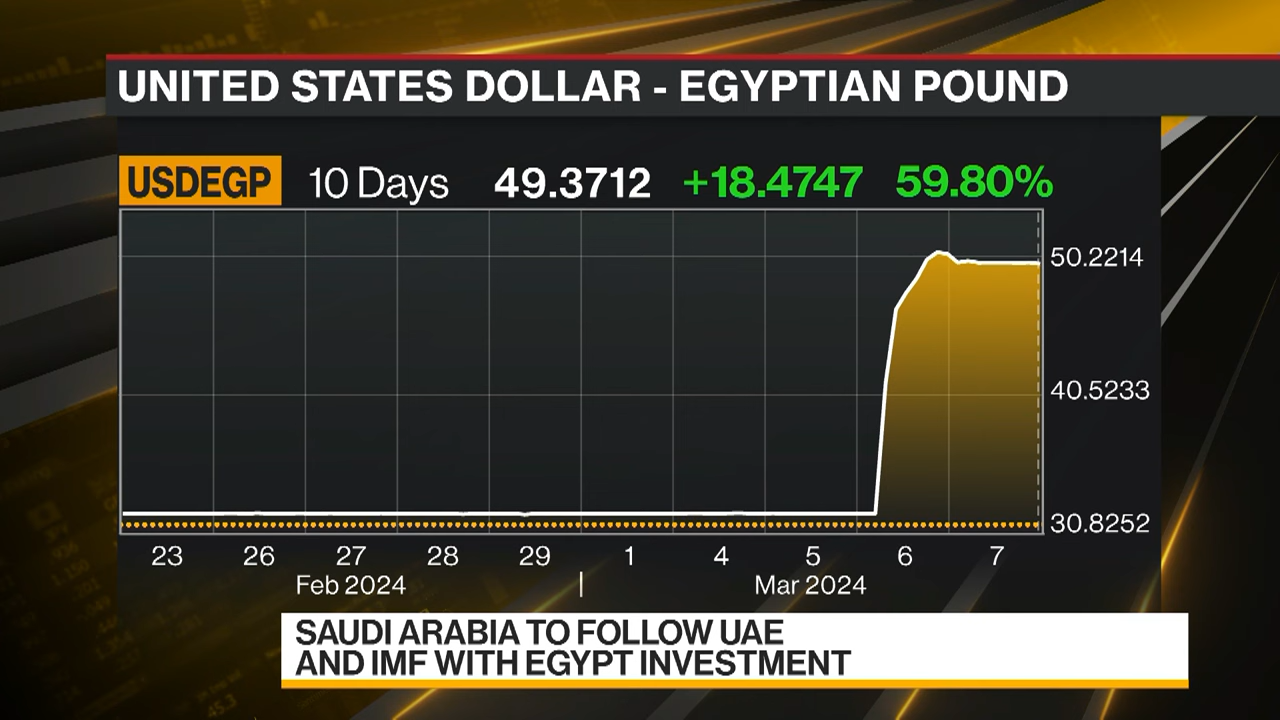 UNITED STATES DOLLAR - EGYPTIAN POUND
USDEGP 10 Days 49.3712 +18.4747 59.80%
50.2214
40.5233
30.8252
23 26 27 28 29 1 4 5 6 7
Feb 2024 | Mar 2024
SAUDI ARABIA TO FOLLOW UAE
AND IMF WITH EGYPT INVESTMENT